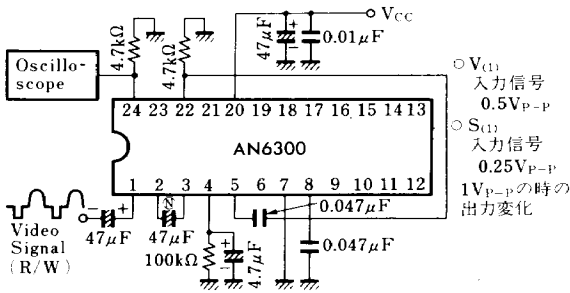 Vcc
4.7kΩ
4.7kΩ
47μF
0.01μF
Oscillo-
scope
24 23 22 21 20 19 18 17 16 15 14 13
AN6300
1 2 3 4 5 6 7 8 9 10 11 12
Video
Signal
(R/W)
47μF
47μF
100kΩ
4.7μF
0.047μF
0.047μF
V(1)
入力信号
0.5VP-P
S(1)
入力信号
0.25VP-P
1VP-Pの時の
出力変化